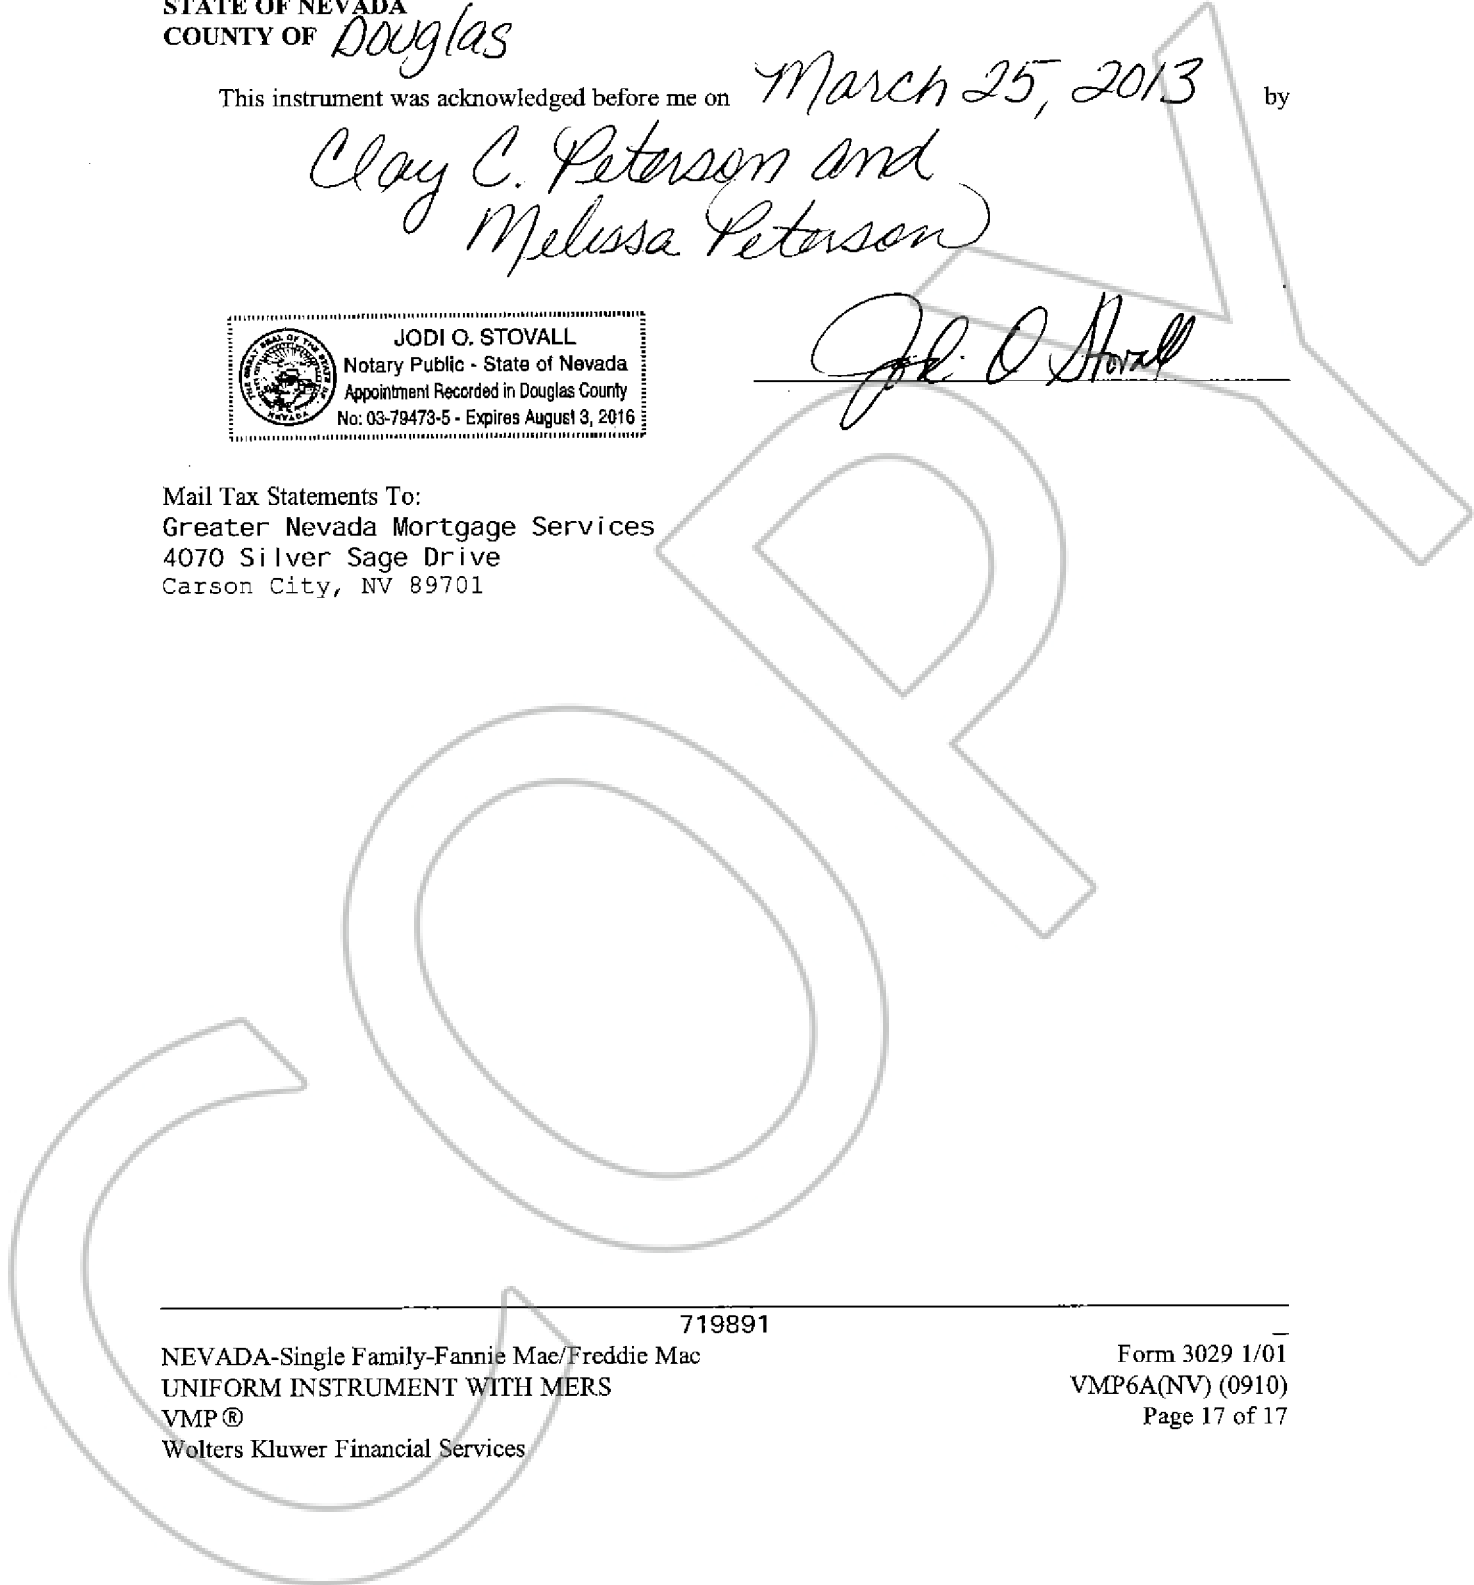 STATE OF NEVADA
COUNTY OF Douglas
This instrument was acknowledged before me on March 25, 2013 by
Clay C. Peterson and
Melissa Peterson
JODI O. STOVALL
Notary Public - State of Nevada
Appointment Recorded in Douglas County
No: 03-79473-5 - Expires August 3, 2016
Jodi O Stovall
Mail Tax Statements To:
Greater Nevada Mortgage Services
4070 Silver Sage Drive
Carson City, NV 89701
COPY
719891
NEVADA-Single Family-Fannie Mae/Freddie Mac
UNIFORM INSTRUMENT WITH MERS
VMP ®
Wolters Kluwer Financial Services
Form 3029 1/01
VMP6A(NV) (0910)
Page 17 of 17